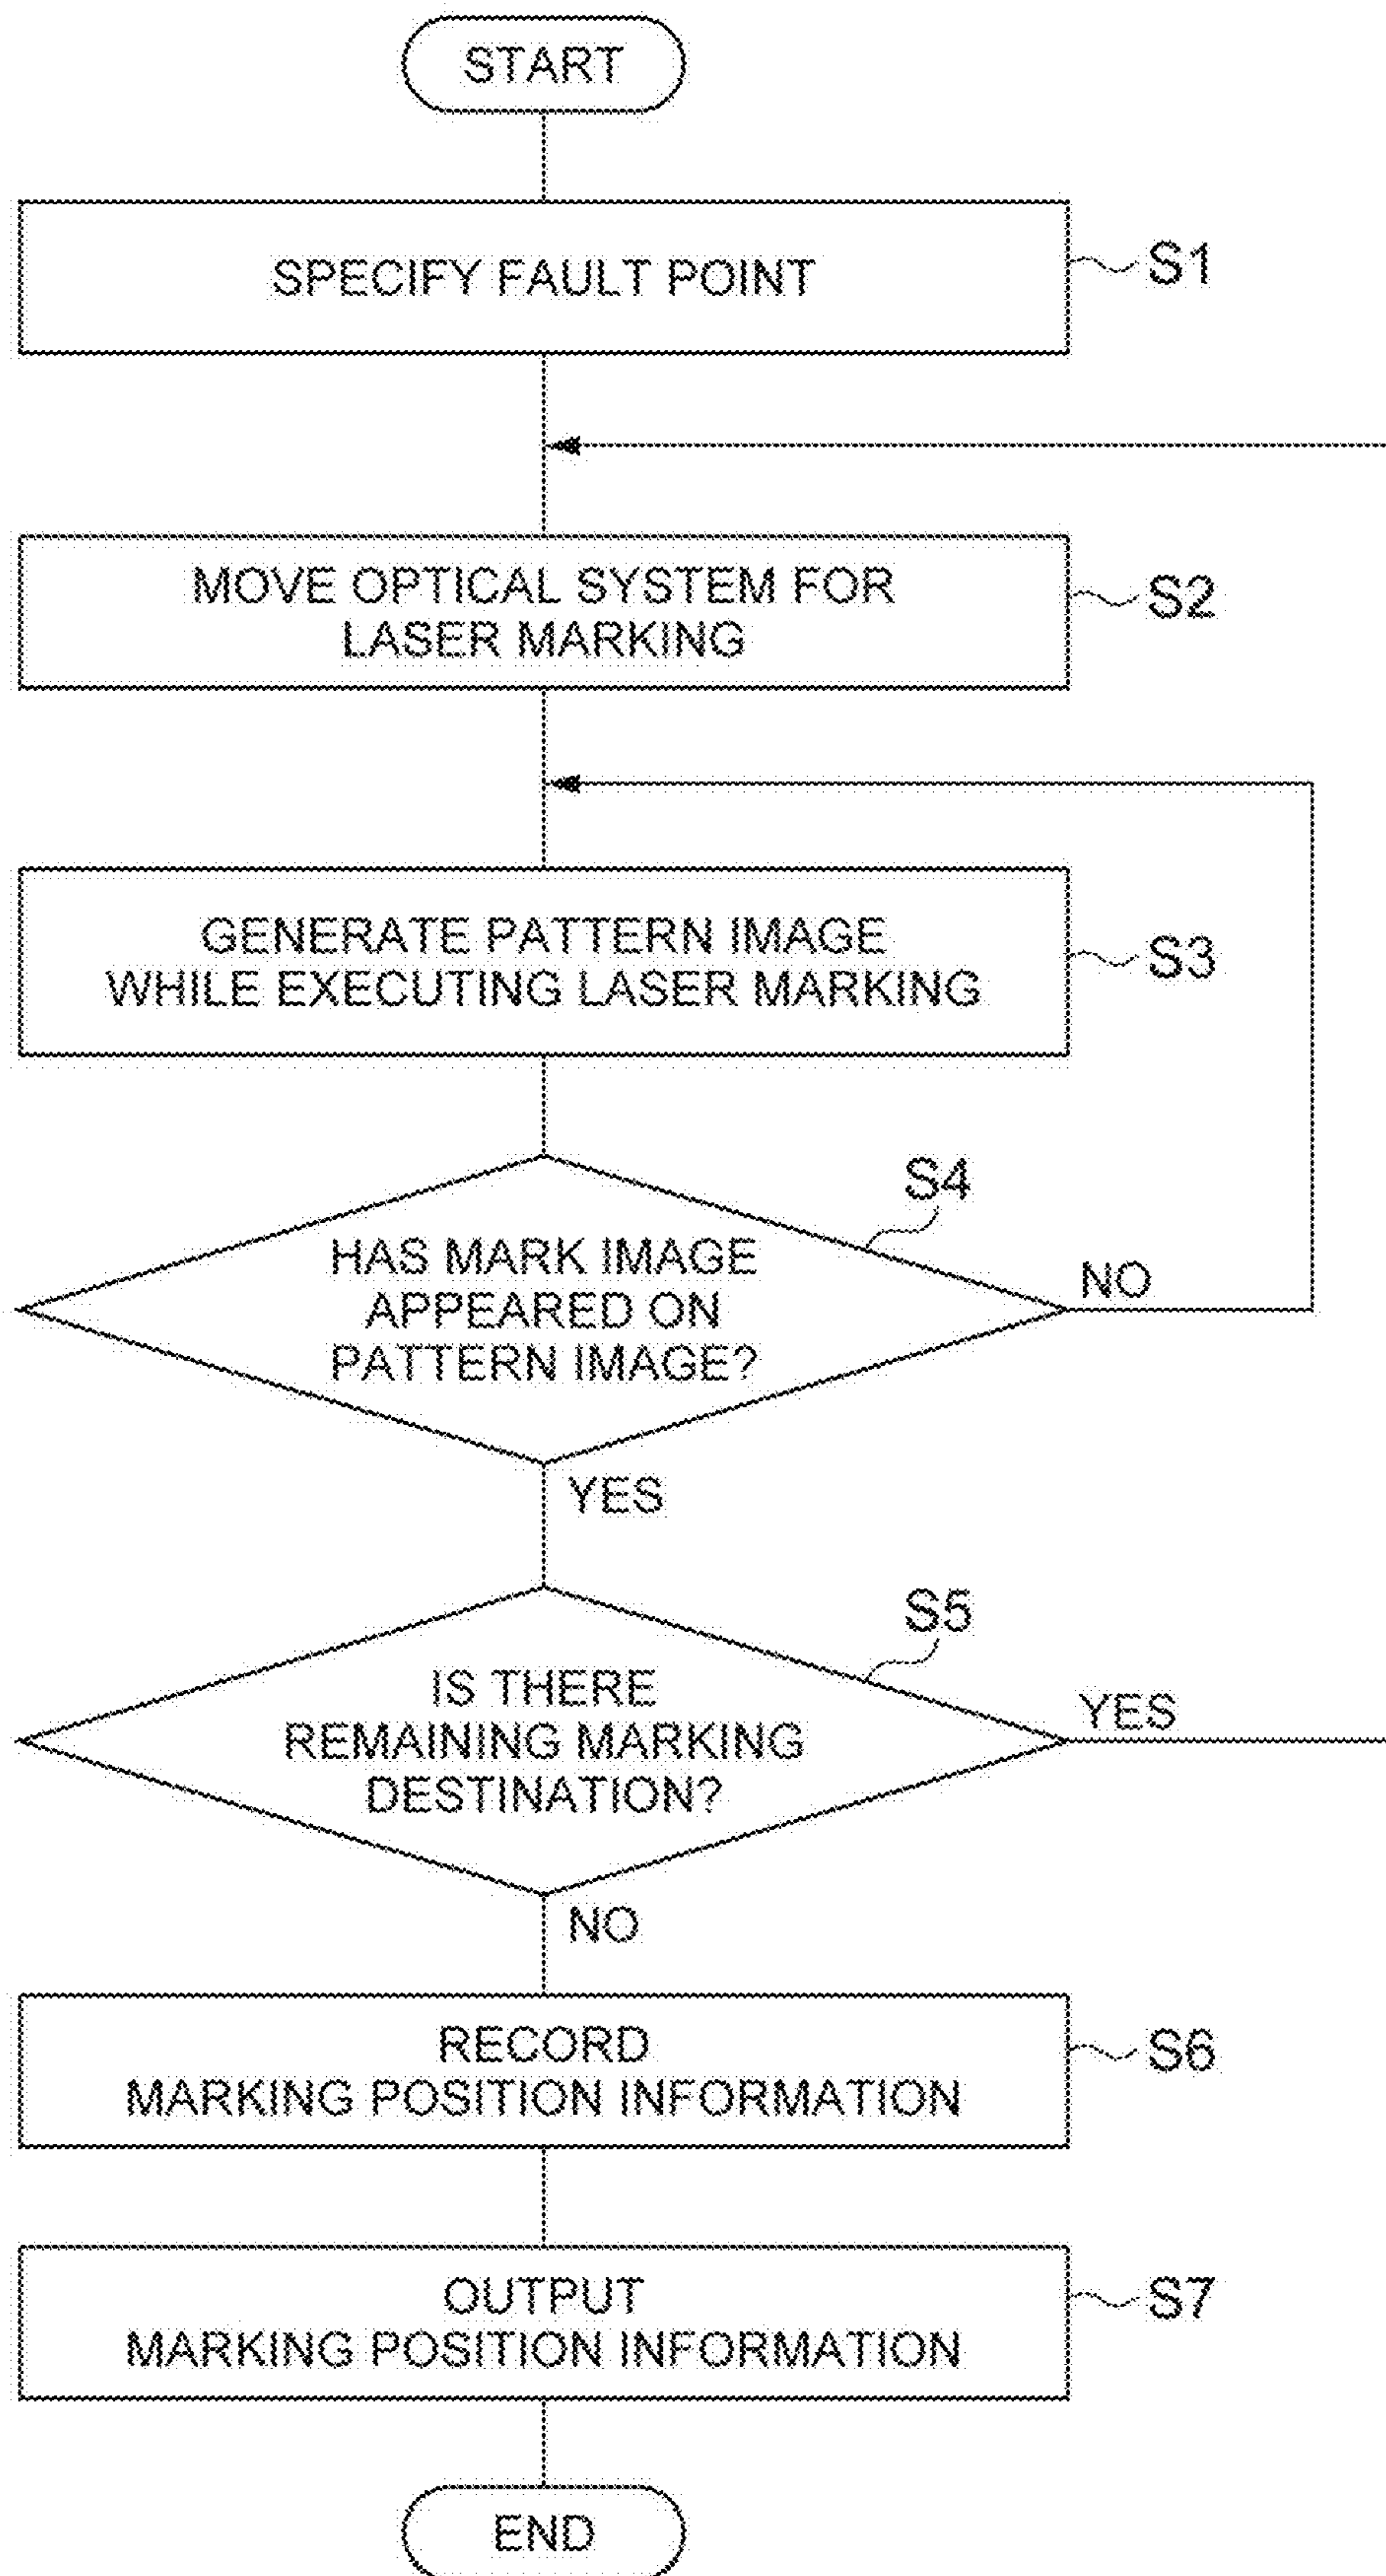 START
SPECIFY FAULT POINT
S1
MOVE OPTICAL SYSTEM FOR
LASER MARKING
S2
GENERATE PATTERN IMAGE
WHILE EXECUTING LASER MARKING
S3
S4
HAS MARK IMAGE
APPEARED ON
PATTERN IMAGE?
NO
YES
S5
IS THERE
REMAINING MARKING
DESTINATION?
YES
NO
RECORD
MARKING POSITION INFORMATION
S6
OUTPUT
MARKING POSITION INFORMATION
S7
END